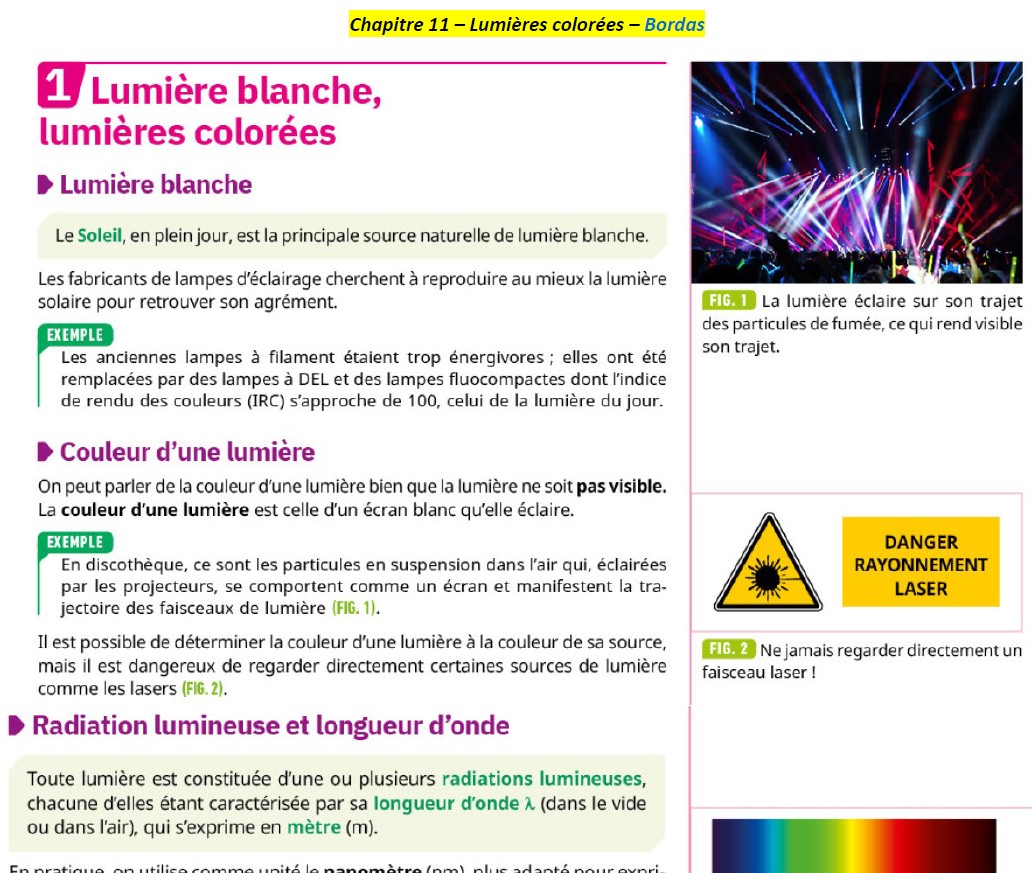 Chapitre 11 – Lumières colorées – Bordas
1 Lumière blanche,
lumières colorées
Lumière blanche
Le Soleil, en plein jour, est la principale source naturelle de lumière blanche.
Les fabricants de lampes d’éclairage cherchent à reproduire au mieux la lumière
solaire pour retrouver son agrément.
EXEMPLE
Les anciennes lampes à filament étaient trop énergivores ; elles ont été
remplacées par des lampes à DEL et des lampes fluocompactes dont l’indice
de rendu des couleurs (IRC) s’approche de 100, celui de la lumière du jour.
Couleur d’une lumière
On peut parler de la couleur d’une lumière bien que la lumière ne soit pas visible.
La couleur d’une lumière est celle d’un écran blanc qu’elle éclaire.
EXEMPLE
En discothèque, ce sont les particules en suspension dans l’air qui, éclairées
par les projecteurs, se comportent comme un écran et manifestent la tra-
jectoire des faisceaux de lumière (FIG. 1).
Il est possible de déterminer la couleur d’une lumière à la couleur de sa source,
mais il est dangereux de regarder directement certaines sources de lumière
comme les lasers (FIG. 2).
Radiation lumineuse et longueur d’onde
Toute lumière est constituée d’une ou plusieurs radiations lumineuses,
chacune d’elles étant caractérisée par sa longueur d’onde λ (dans le vide
ou dans l’air), qui s’exprime en mètre (m).
En pratique, on utilise comme unité le nanomètre (nm), plus adapté pour expri-
FIG. 1 La lumière éclaire sur son trajet
des particules de fumée, ce qui rend visible
son trajet.
DANGER
RAYONNEMENT
LASER
FIG. 2 Ne jamais regarder directement un
faisceau laser !